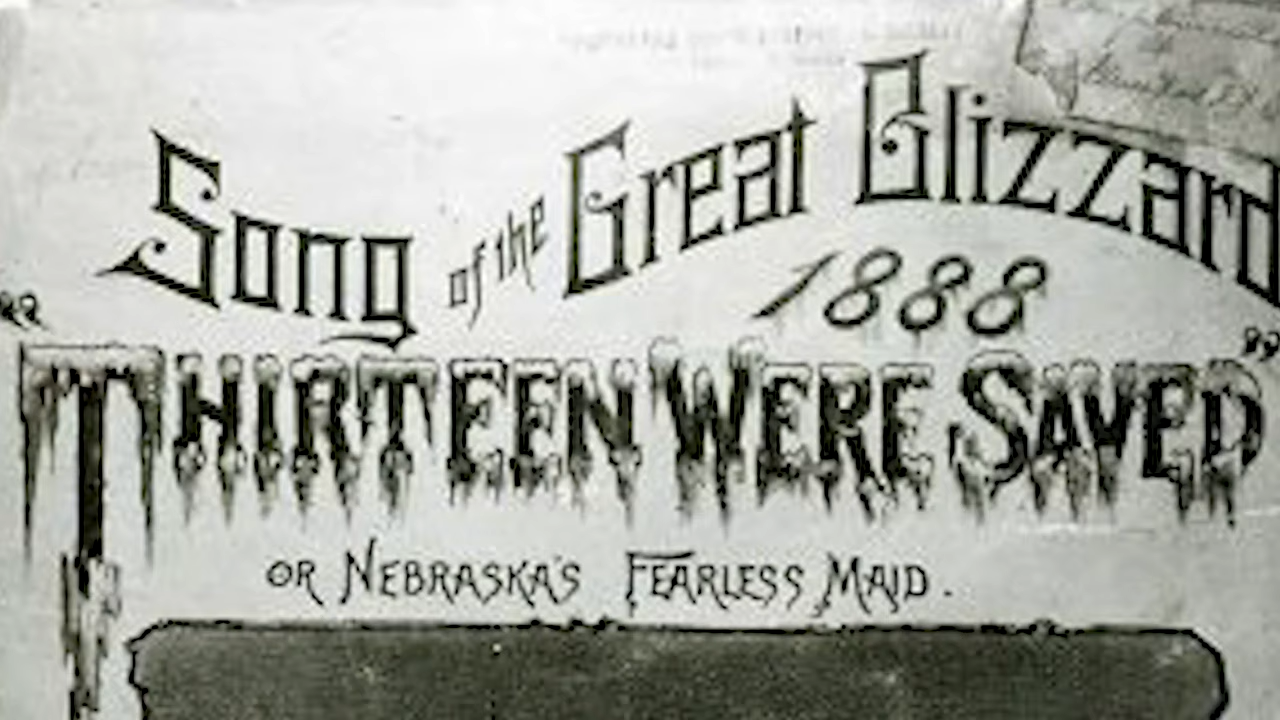 Song of the Great Blizzard
1888
“THIRTEEN WERE SAVED”
OR NEBRASKA'S FEARLESS MAID.